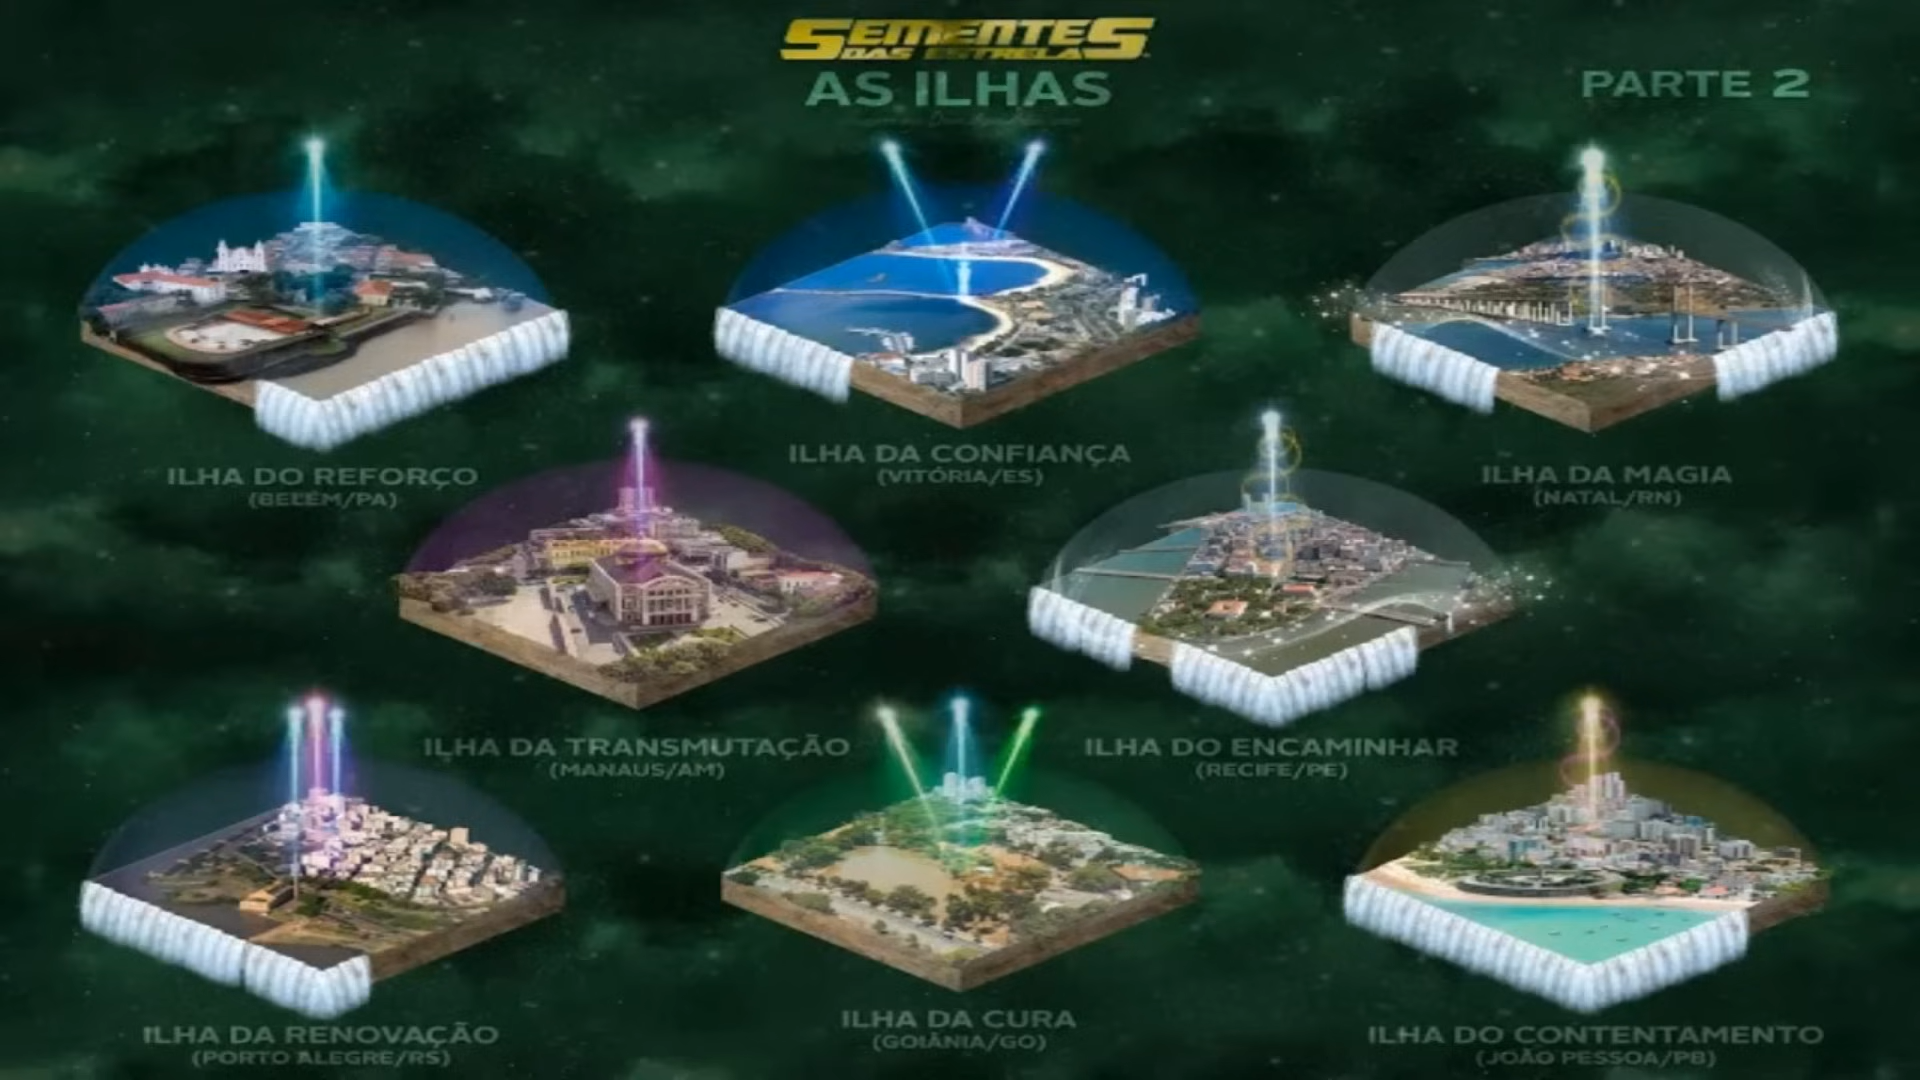 SEMENTES
DAS ESTRELAS
AS ILHAS
PARTE 2
ILHA DO REFORÇO
(BELÉM/PA)
ILHA DA CONFIANÇA
(VITÓRIA/ES)
ILHA DA MAGIA
(NATAL/RN)
ILHA DA TRANSMUTAÇÃO
(MANAUS/AM)
ILHA DO ENCAMINHAR
(RECIFE/PE)
ILHA DA RENOVAÇÃO
(PORTO ALEGRE/RS)
ILHA DA CURA
(GOIÂNIA/GO)
ILHA DO CONTENTAMENTO
(JOÃO PESSOA/PB)